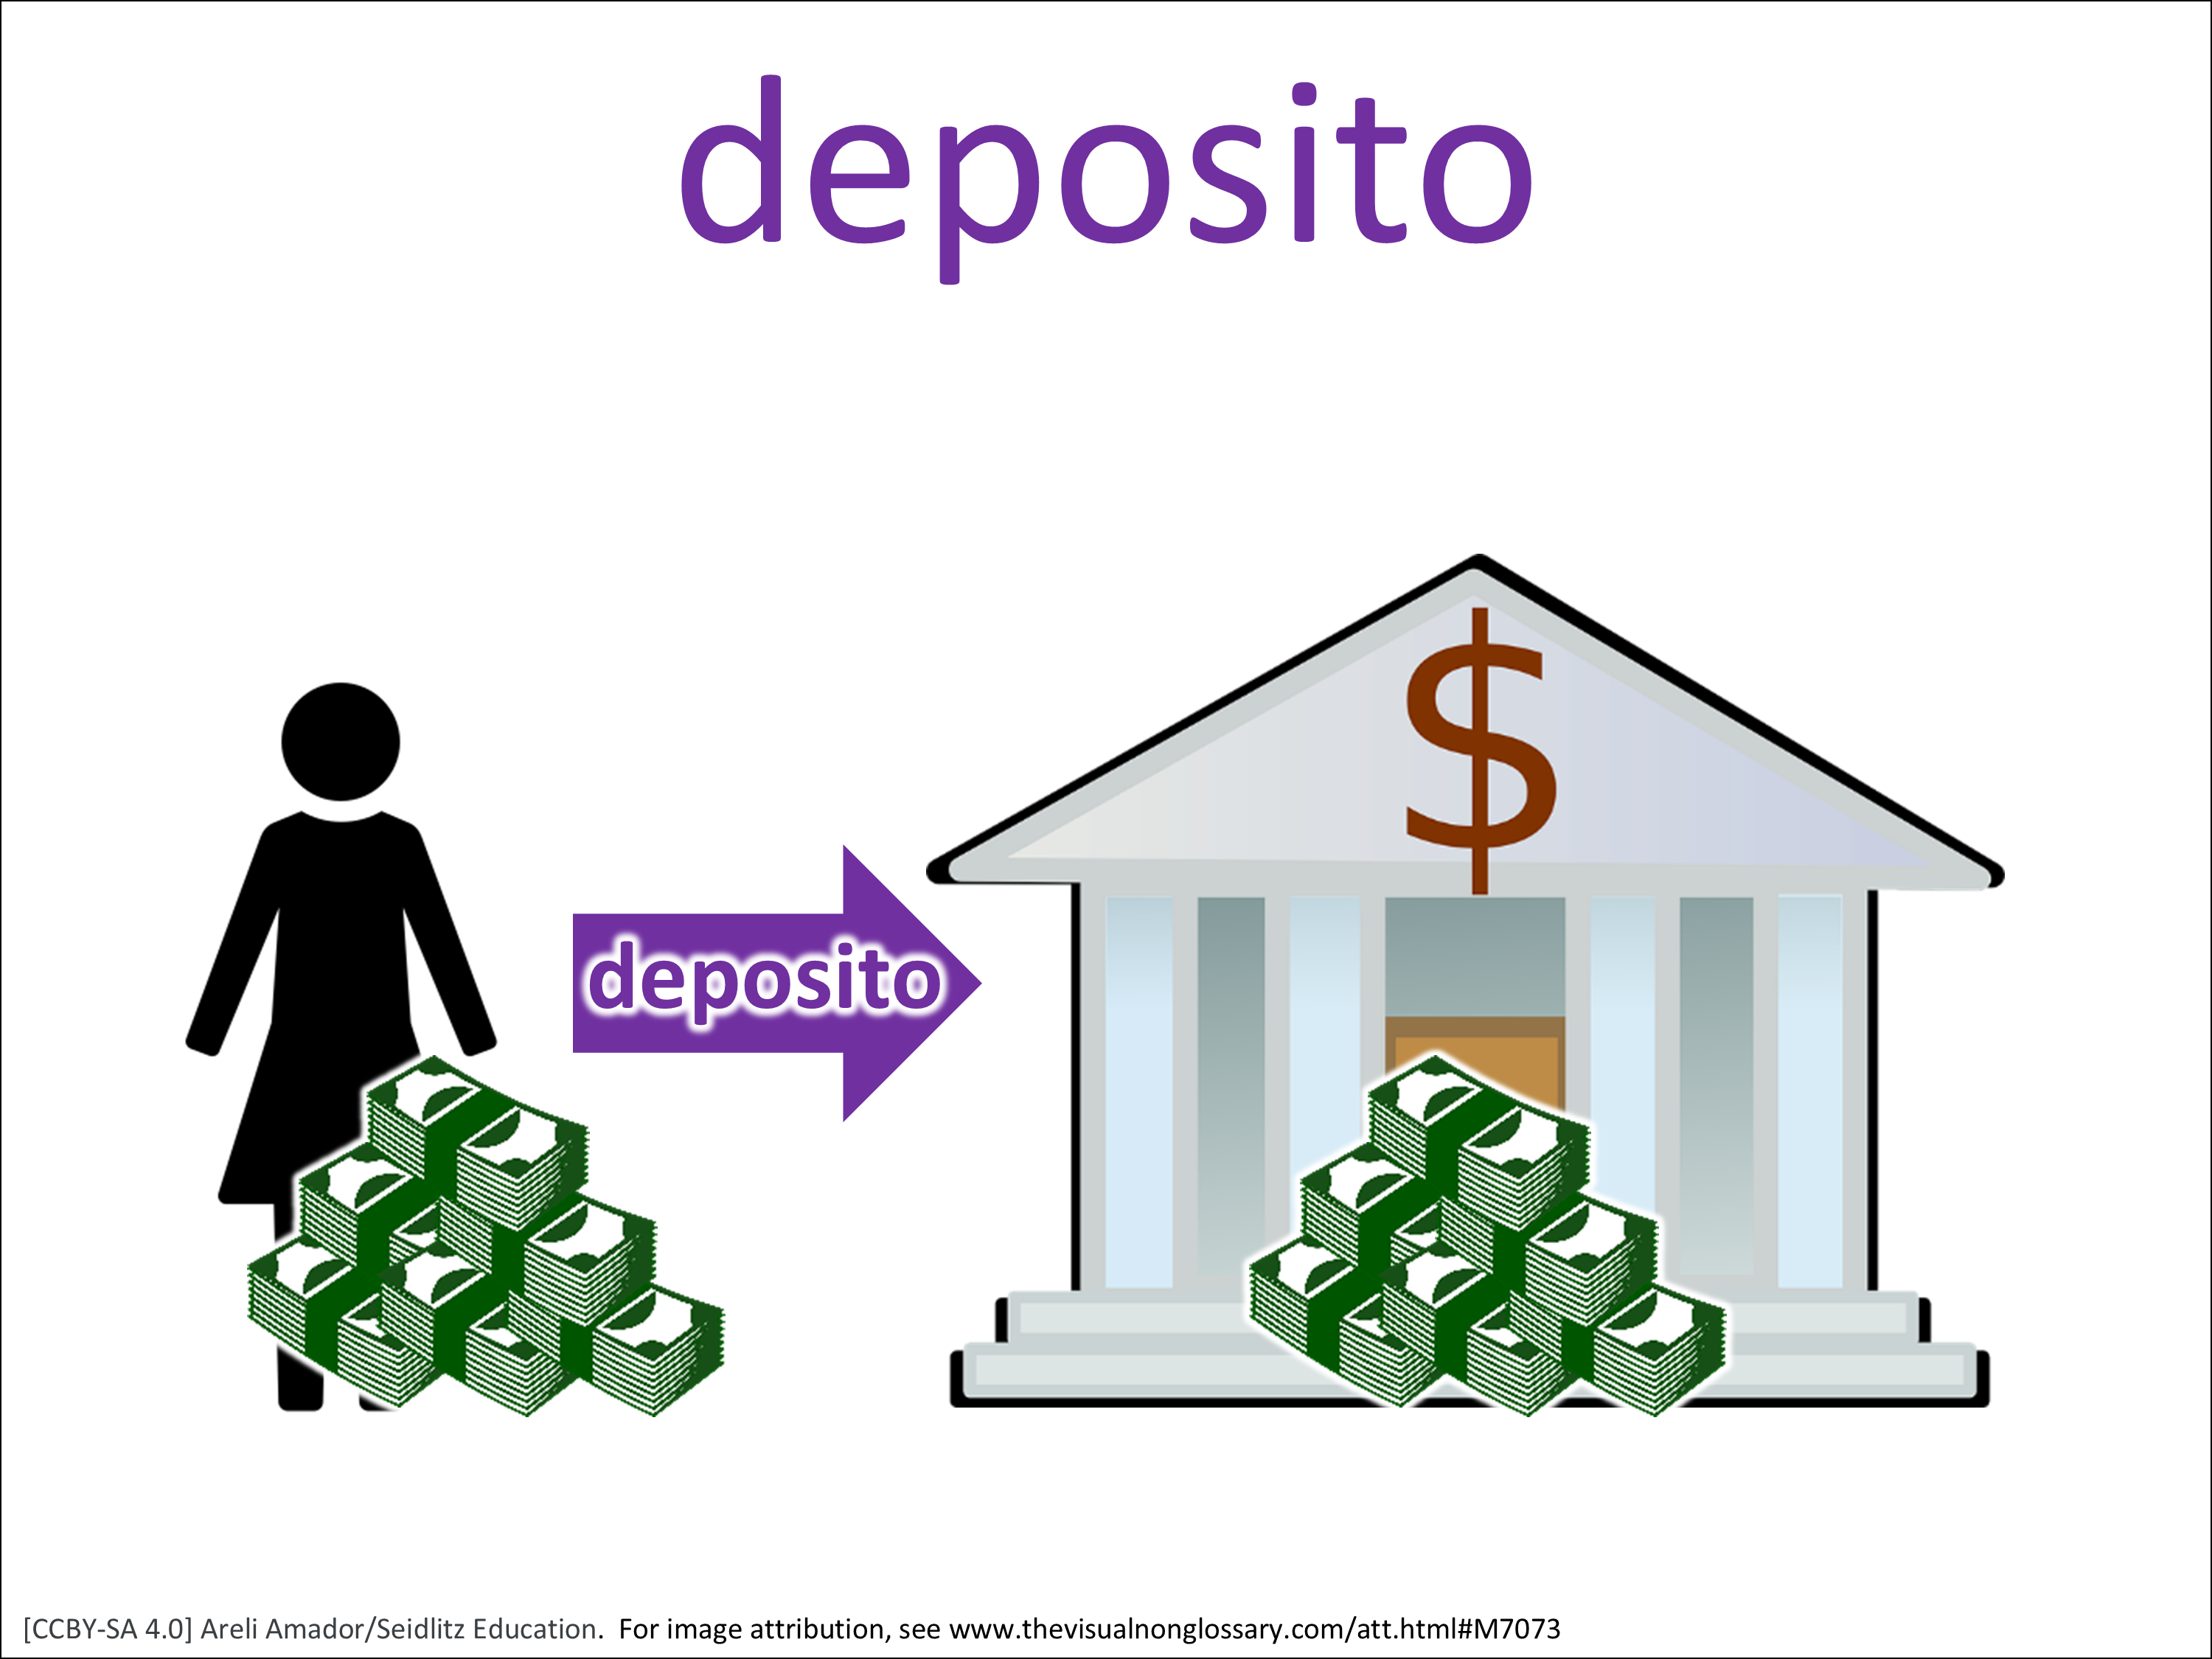 deposito
$
deposito
[CCBY-SA 4.0] Areli Amador/Seidlitz Education.  For image attribution, see www.thevisualnonglossary.com/att.html#M7073